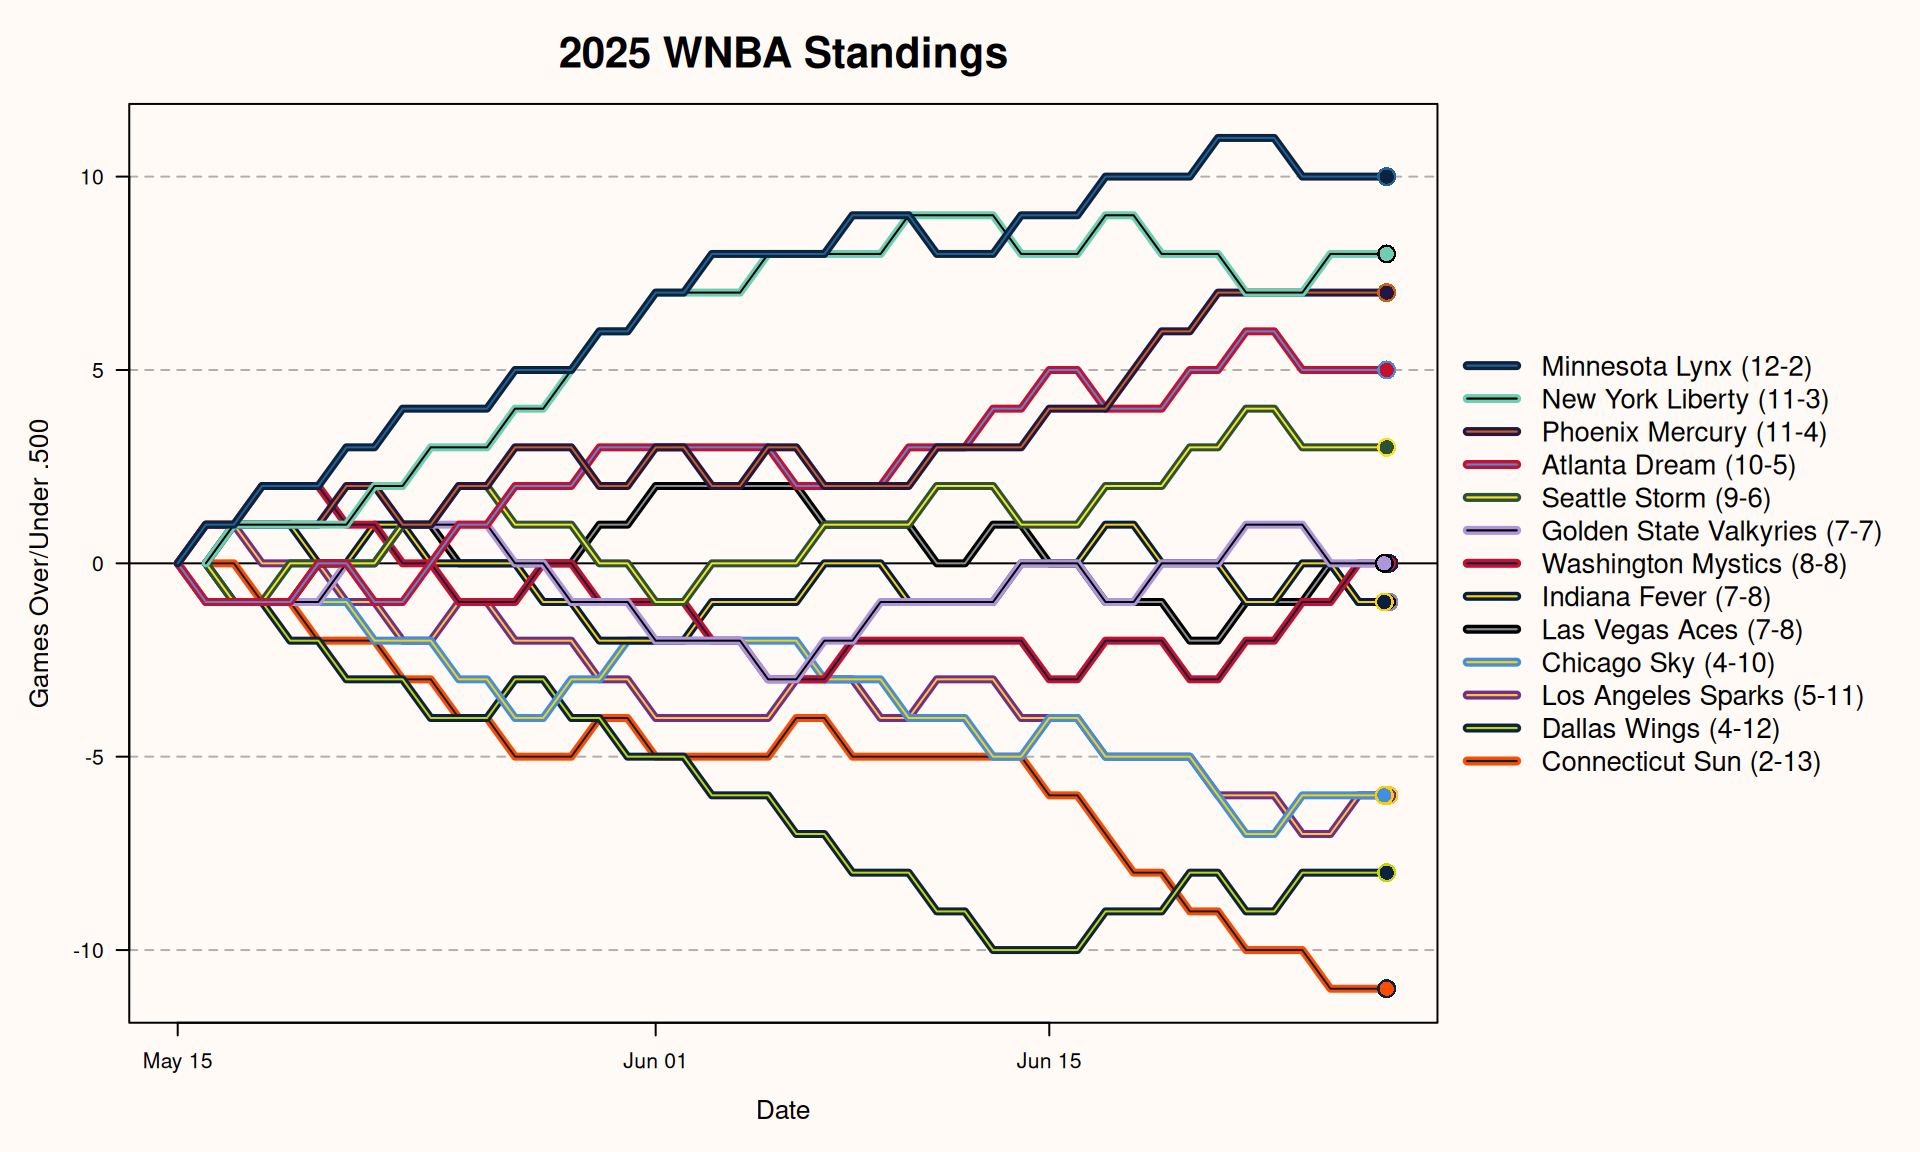 2025 WNBA Standings
Games Over/Under .500
10
5
0
-5
-10
May 15
Jun 01
Jun 15
Date
Minnesota Lynx (12-2)
New York Liberty (11-3)
Phoenix Mercury (11-4)
Atlanta Dream (10-5)
Seattle Storm (9-6)
Golden State Valkyries (7-7)
Washington Mystics (8-8)
Indiana Fever (7-8)
Las Vegas Aces (7-8)
Chicago Sky (4-10)
Los Angeles Sparks (5-11)
Dallas Wings (4-12)
Connecticut Sun (2-13)